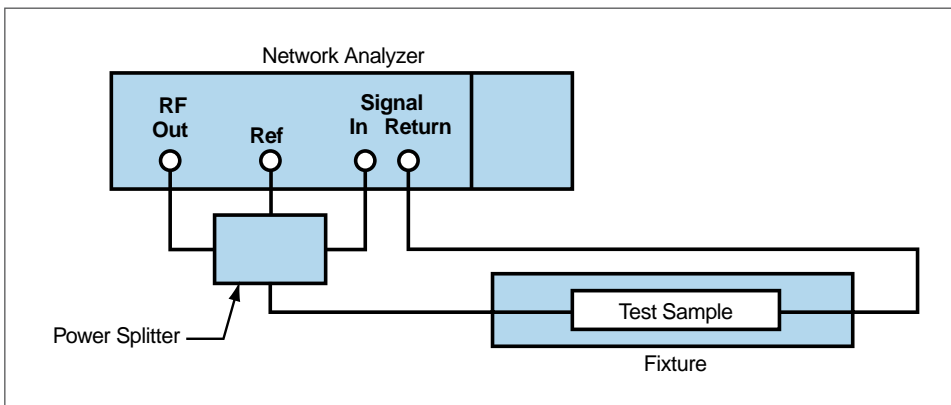 Network Analyzer
RF
Out
Ref
Signal
In Return
Power Splitter
Test Sample
Fixture